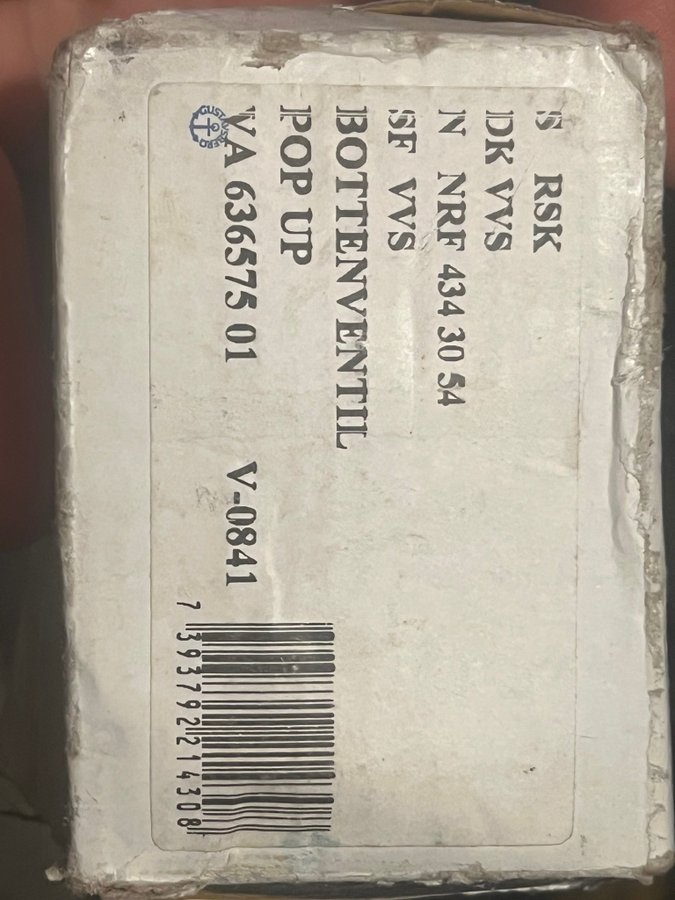 S RSK
DK VVS
N NRF 434 30 54
SF VVS
BOTTENVENTIL
POP UP
VA 636575 01 V-0841
GUSTAVSBERG
7 393792 214308